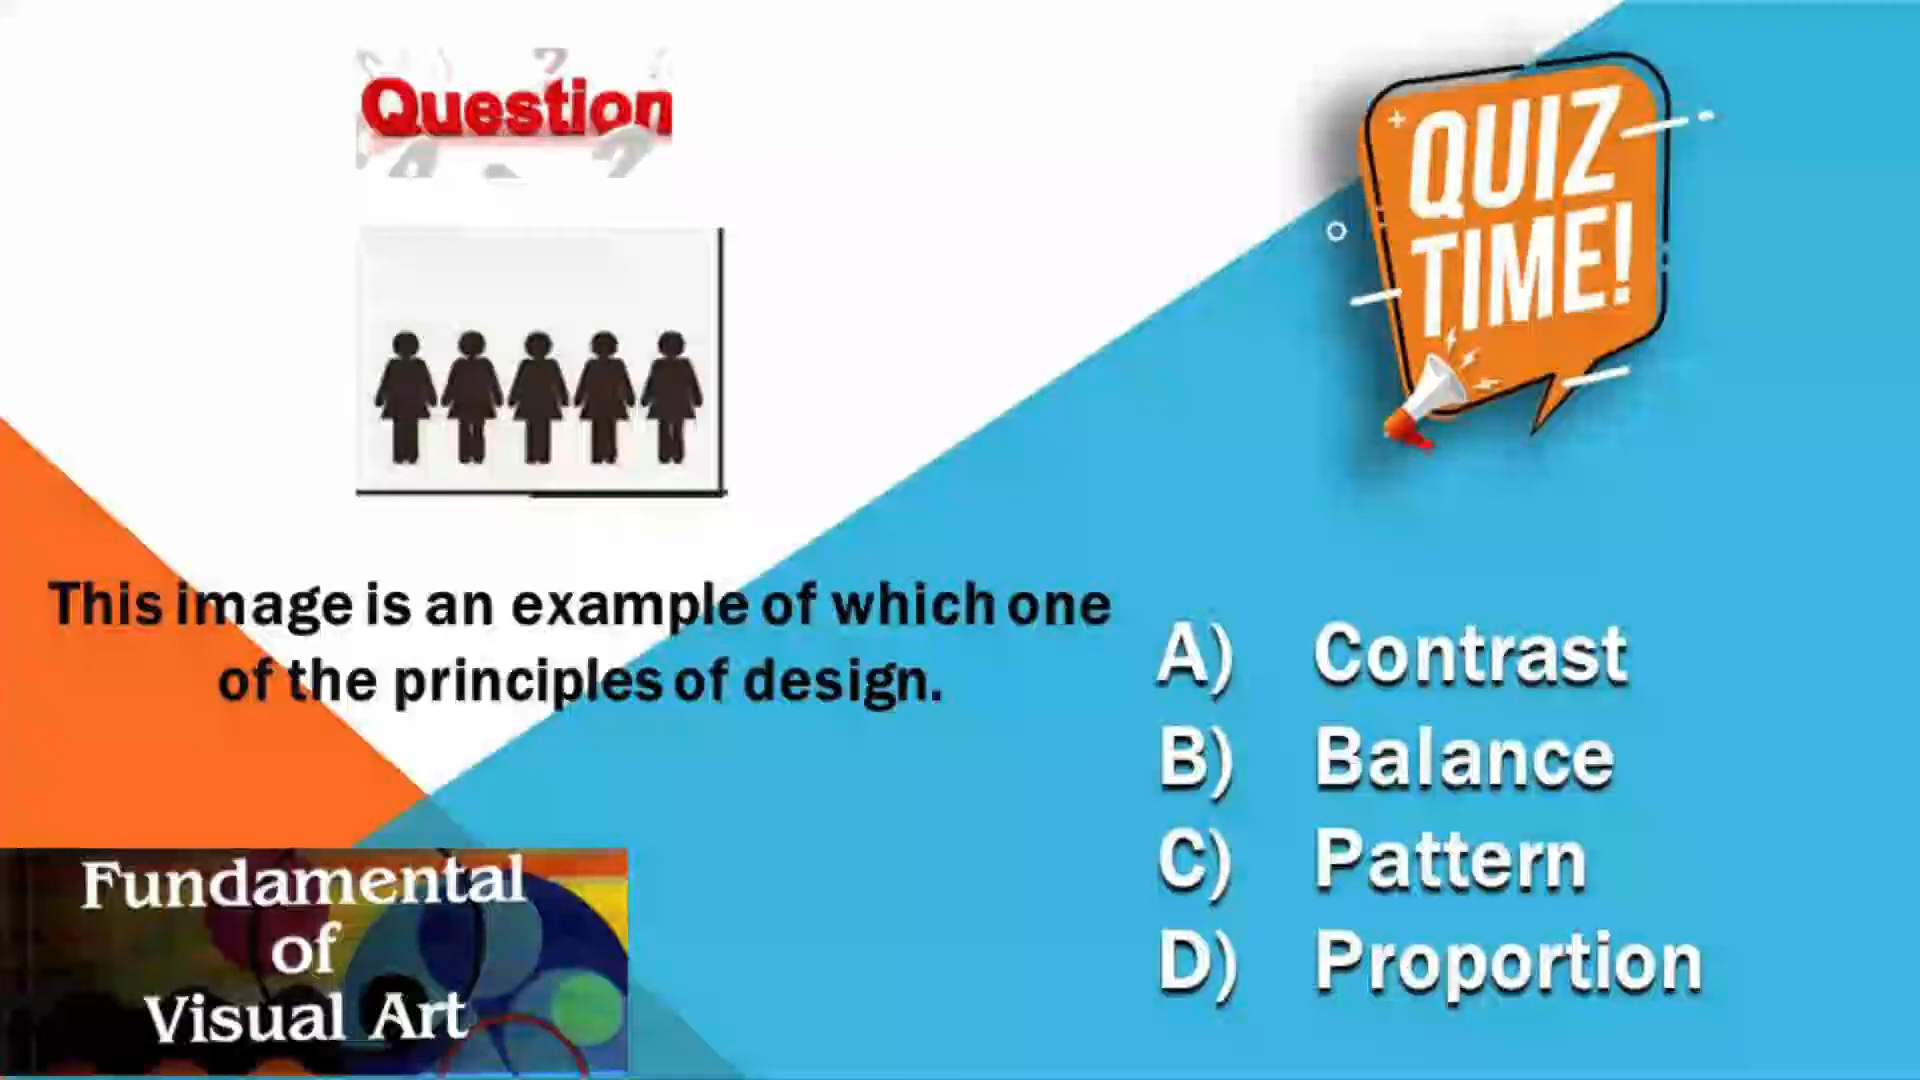 Question
QUIZ
TIME!
This image is an example of which one
of the principles of design.
A) Contrast
B) Balance
C) Pattern
D) Proportion
Fundamental
of
Visual Art